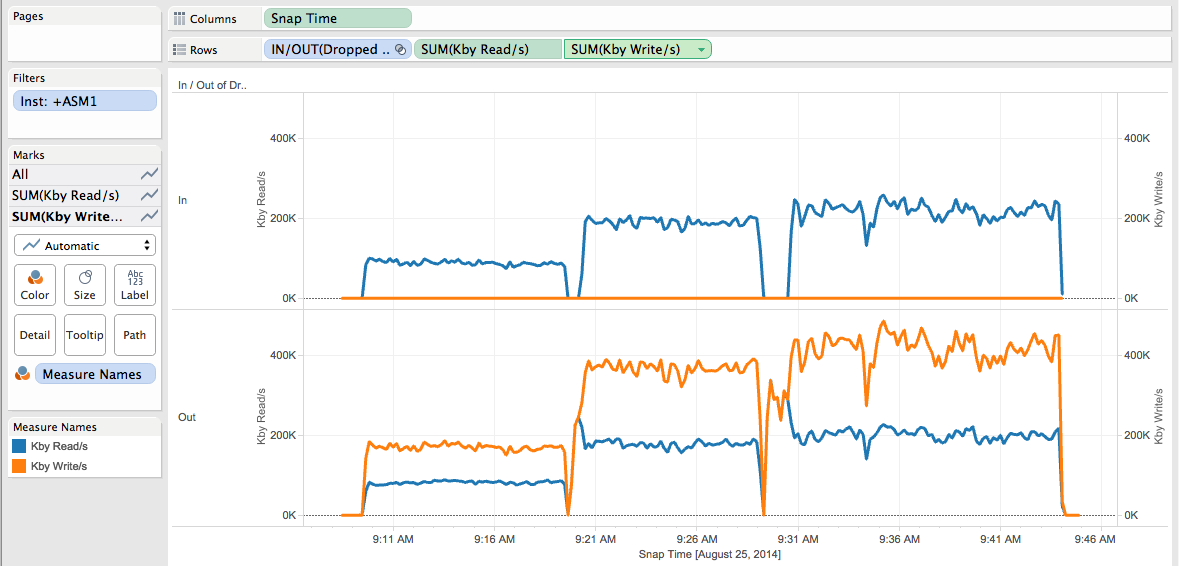 Pages
Columns
Snap Time
Rows
IN/OUT(Dropped ..
SUM(Kby Read/s)
SUM(Kby Write/s)
Filters
Inst: +ASM1
Marks
All
SUM(Kby Read/s)
SUM(Kby Write...
Automatic
Color
Size
Abc
123
Label
Detail
Tooltip
Path
Measure Names
Measure Names
Kby Read/s
Kby Write/s
In / Out of Dr..
In
Kby Read/s
400K
200K
0K
400K
200K
0K
Kby Write/s
Out
Kby Read/s
400K
200K
0K
400K
200K
0K
Kby Write/s
9:11 AM
9:16 AM
9:21 AM
9:26 AM
9:31 AM
9:36 AM
9:41 AM
9:46 AM
Snap Time [August 25, 2014]